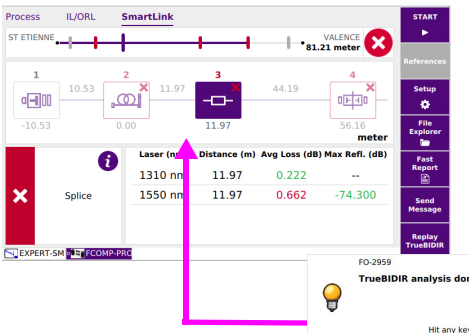 Process IL/ORL SmartLink
ST ETIENNE VALENCE
81.21 meter
1 2 3 4
10.53 11.97 44.19
-10.53 0.00 11.97 56.16
meter
Laser (nm) Distance (m) Avg Loss (dB) Max Refl. (dB)
1310 nm 11.97 0.222 --
Splice
1550 nm 11.97 0.662 -74.300
EXPERT-SM FCOMP-PRO
START
References
Setup
File
Explorer
Fast
Report
Send
Message
Replay
TrueBIDIR
FO-2959
TrueBIDIR analysis
Hit any